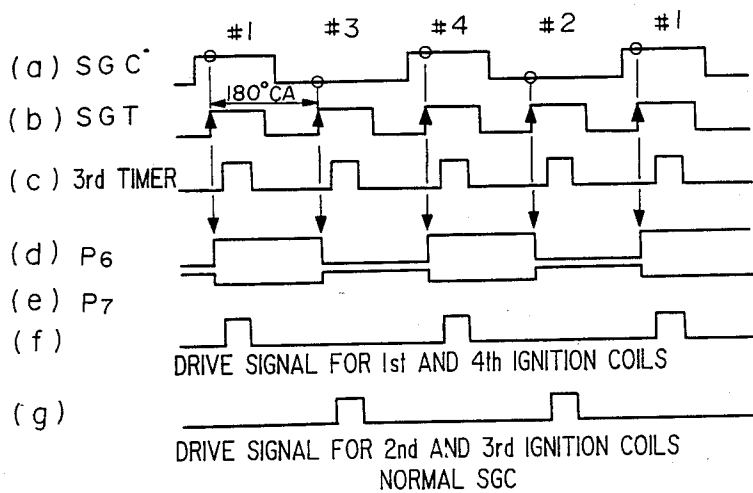 #1 #3 #4 #2 #1
(a) SGC
180°CA
(b) SGT
(c) 3rd TIMER
(d) P6
(e) P7
(f)
DRIVE SIGNAL FOR 1st AND 4th IGNITION COILS
(g)
DRIVE SIGNAL FOR 2nd AND 3rd IGNITION COILS
NORMAL SGC